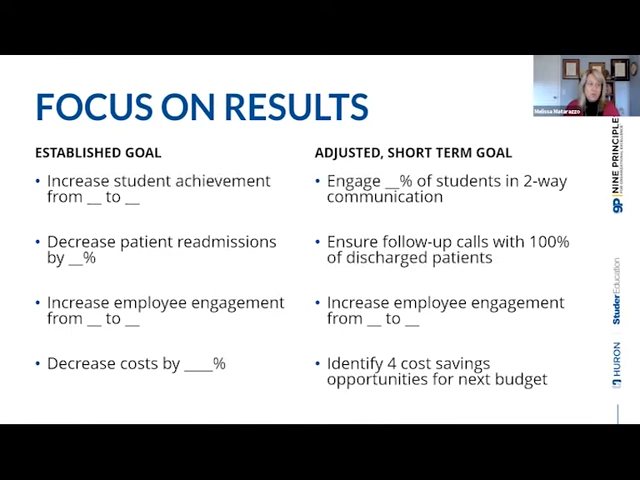 FOCUS ON RESULTS
ESTABLISHED GOAL
• Increase student achievement
from __ to __
• Decrease patient readmissions
by __%
• Increase employee engagement
from __ to __
• Decrease costs by ____%
ADJUSTED, SHORT TERM GOAL
• Engage __% of students in 2-way
communication
• Ensure follow-up calls with 100%
of discharged patients
• Increase employee engagement
from __ to __
• Identify 4 cost savings
opportunities for next budget
Melissa Matarazzo
9p NINE PRINCIPLE
StuderEducation
HURON